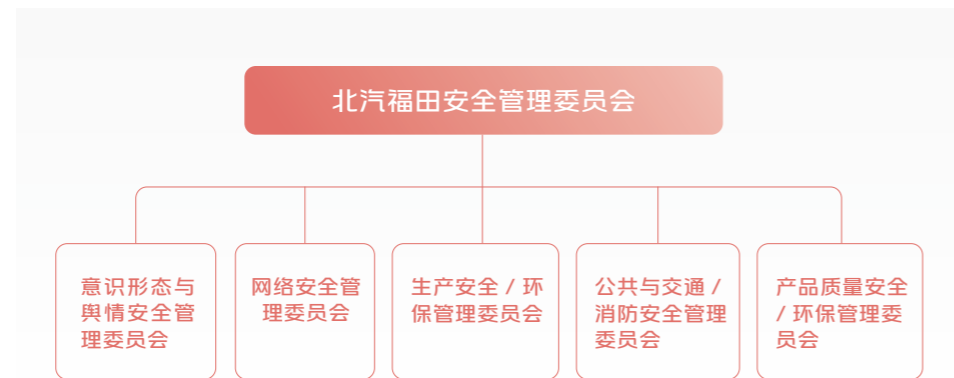 北汽福田安全管理委员会
意识形态与
舆情安全管
理委员会
网络安全管
理委员会
生产安全 / 环
保管理委员会
公共与交通 /
消防安全管理
委员会
产品质量安全
/ 环保管理委
员会